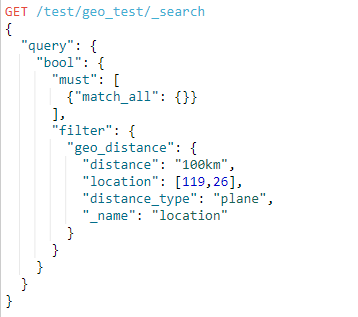 GET /test/geo_test/_search
{
  "query": {
    "bool": {
      "must": [
        {"match_all": {}}
      ],
      "filter": {
        "geo_distance": {
          "distance": "100km",
          "location": [119,26],
          "distance_type": "plane",
          "_name": "location"
        }
      }
    }
  }
}